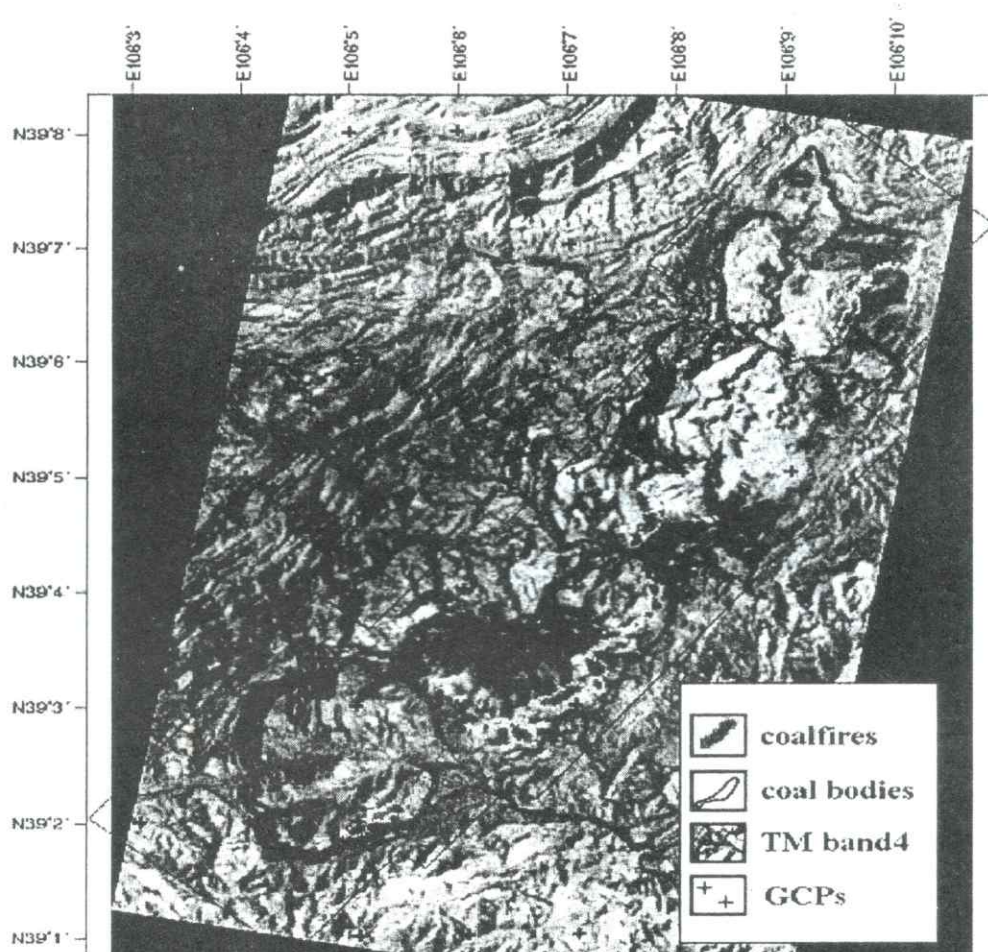 E106°3' E106°4' E106°5' E106°6' E106°7' E106°8' E106°9' E106°10'
N39°8'
N39°7'
N39°6'
N39°5'
N39°4'
N39°3'
N39°2'
N39°1'
coalfires
coal bodies
TM band4
GCPs